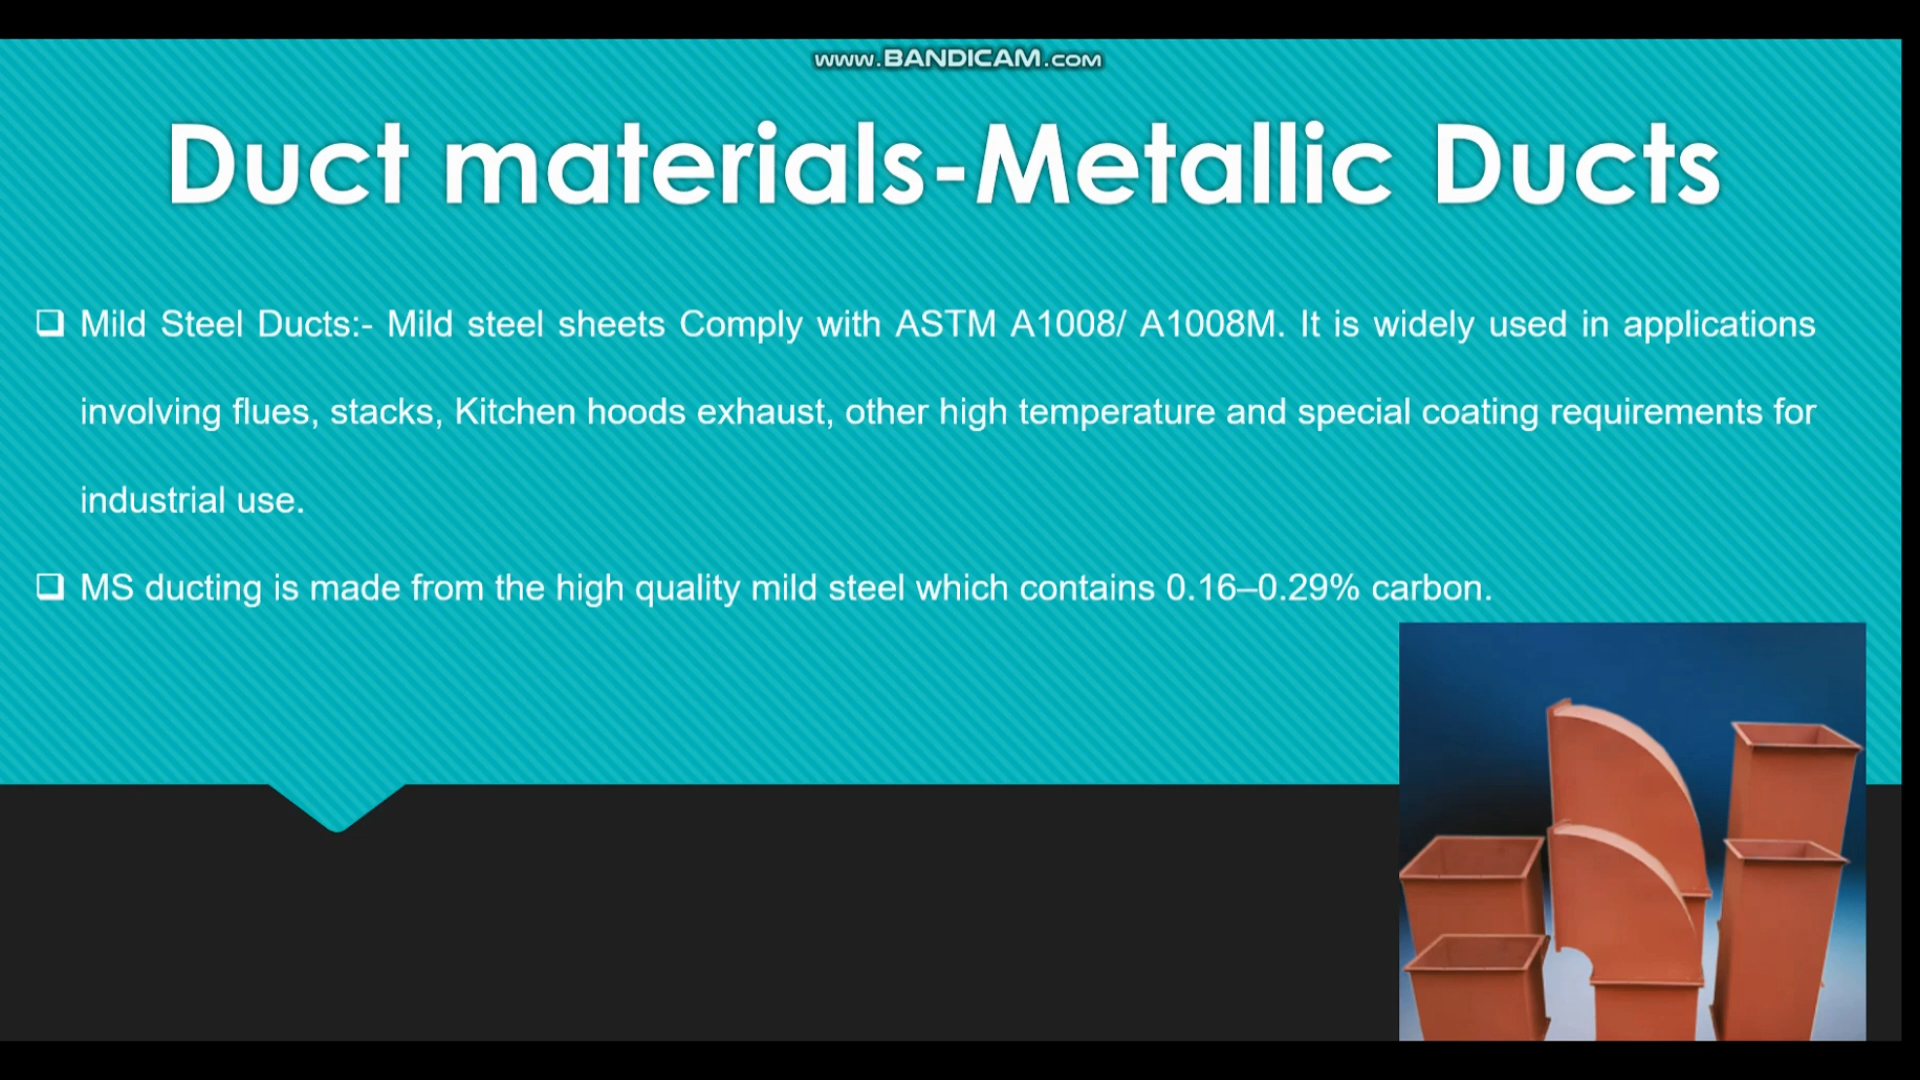 www.BANDICAM.com
Duct materials-Metallic Ducts
❑ Mild Steel Ducts:- Mild steel sheets Comply with ASTM A1008/ A1008M. It is widely used in applications
involving flues, stacks, Kitchen hoods exhaust, other high temperature and special coating requirements for
industrial use.
❑ MS ducting is made from the high quality mild steel which contains 0.16–0.29% carbon.